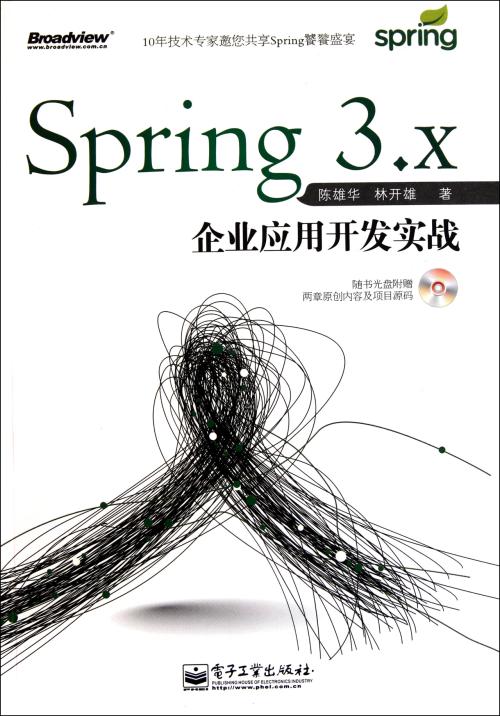 Broadview®
www.broadview.com.cn
10年技术专家邀您共享Spring饕餮盛宴
spring
Spring 3.x
陈雄华 林开雄 著
企业应用开发实战
随书光盘附赠
两章原创内容及项目源码
電子工業出版社
PUBLISHING HOUSE OF ELECTRONICS INDUSTRY
http://www.phei.com.cn